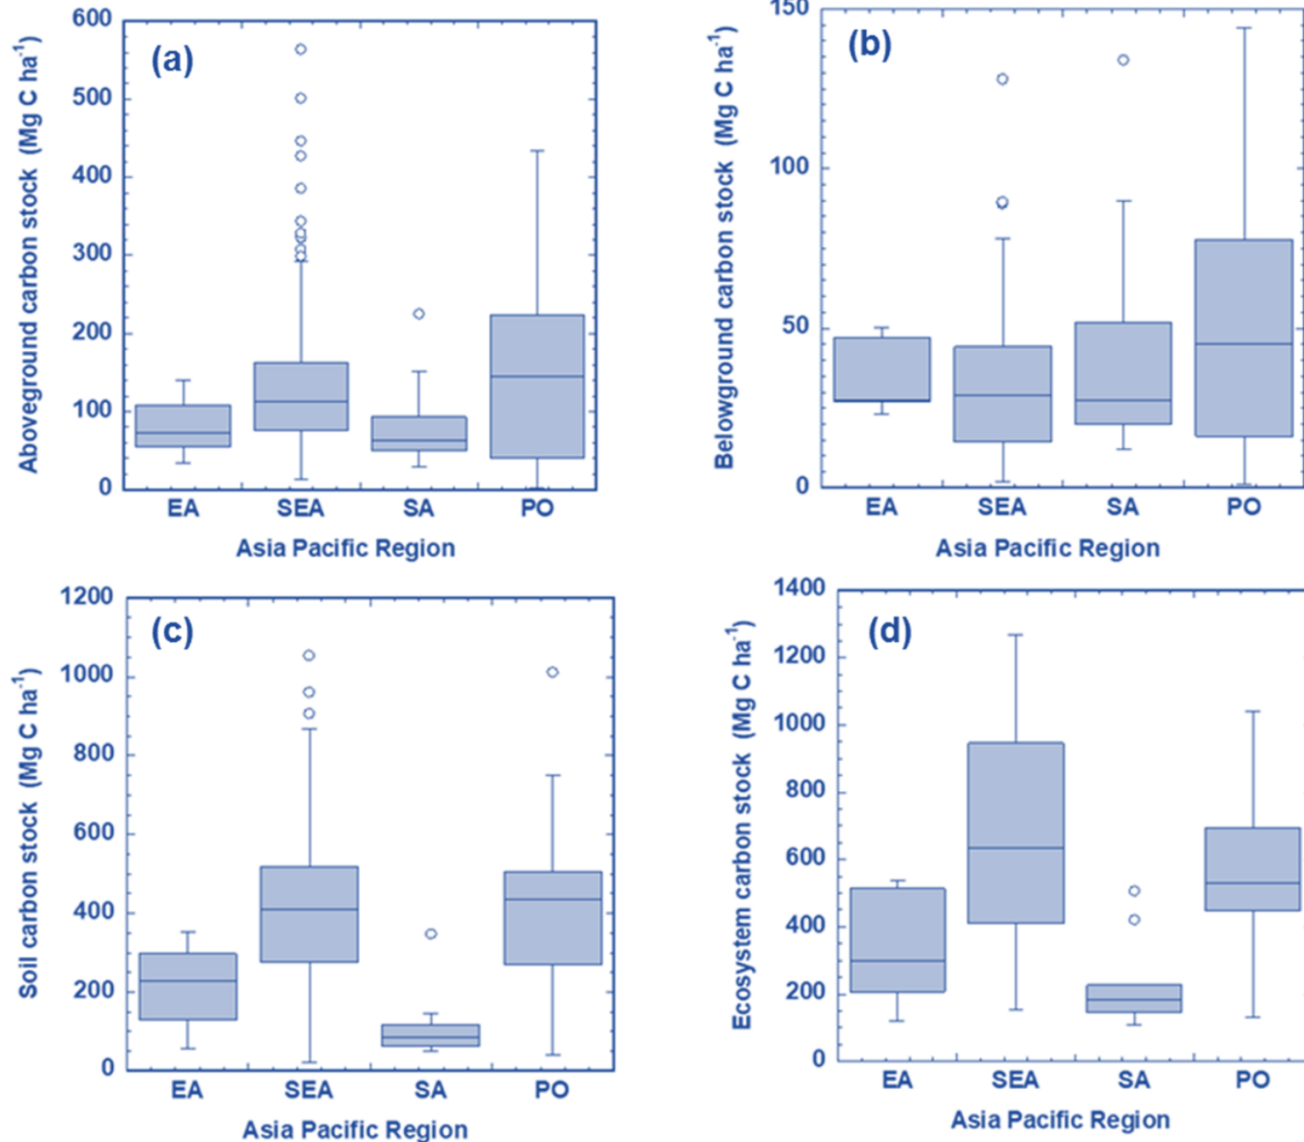 (a)
Aboveground carbon stock (Mg C ha⁻¹)
600
500
400
300
200
100
0
EA SEA SA PO
Asia Pacific Region
(b)
Belowground carbon stock (Mg C ha⁻¹)
150
100
50
0
EA SEA SA PO
Asia Pacific Region
(c)
Soil carbon stock (Mg C ha⁻¹)
1200
1000
800
600
400
200
0
EA SEA SA PO
Asia Pacific Region
(d)
Ecosystem carbon stock (Mg C ha⁻¹)
1400
1200
1000
800
600
400
200
0
EA SEA SA PO
Asia Pacific Region